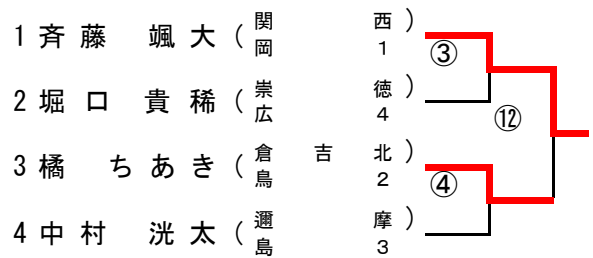 1 斉藤 颯大 (関西 岡1)
③
2 堀口 貴稀 (崇徳 広4)
⑫
3 橘 ちあき (倉吉北 鳥2)
④
4 中村 洸太 (邇摩 島3)